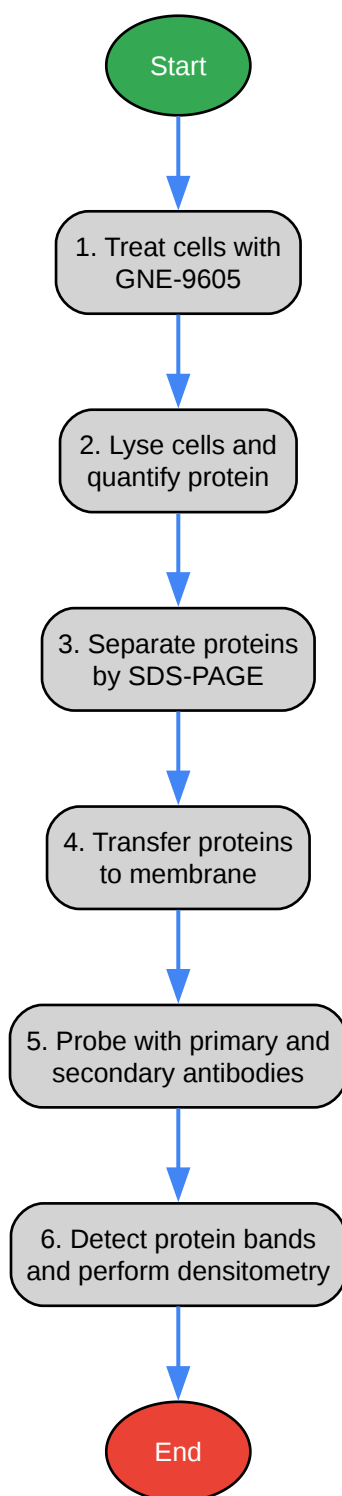 Start
1. Treat cells with
GNE-9605
2. Lyse cells and
quantify protein
3. Separate proteins
by SDS-PAGE
4. Transfer proteins
to membrane
5. Probe with primary and
secondary antibodies
6. Detect protein bands
and perform densitometry
End